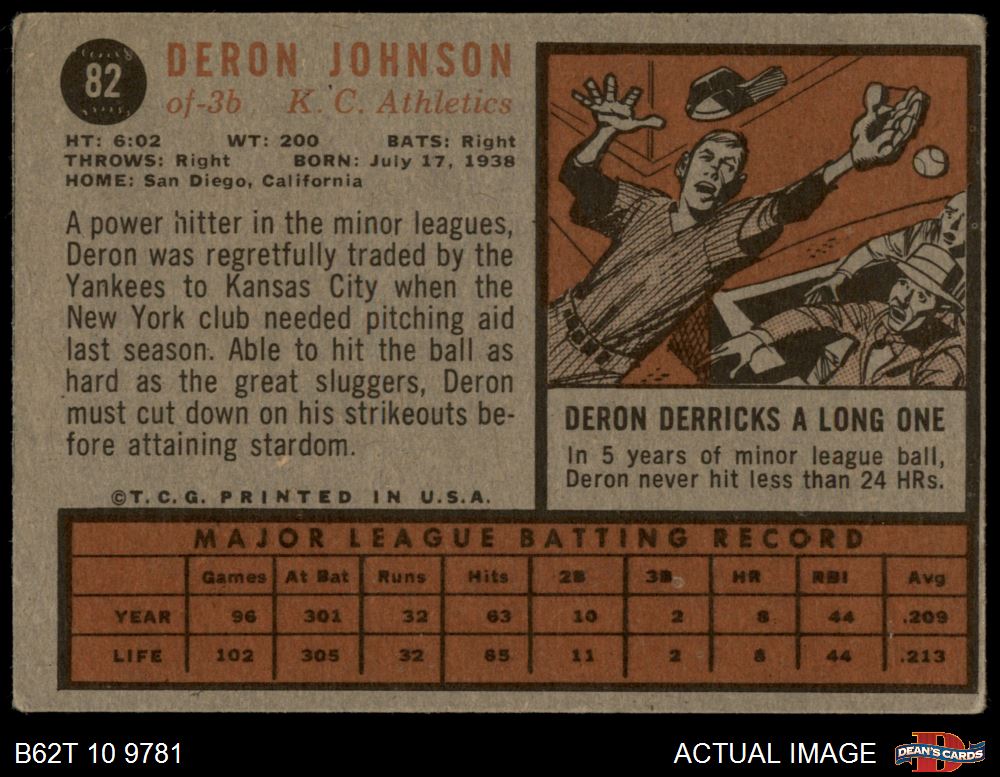 82
DERON JOHNSON
of-3b K. C. Athletics
HT: 6:02 WT: 200 BATS: Right
THROWS: Right BORN: July 17, 1938
HOME: San Diego, California
A power hitter in the minor leagues,
Deron was regretfully traded by the
Yankees to Kansas City when the
New York club needed pitching aid
last season. Able to hit the ball as
hard as the great sluggers, Deron
must cut down on his strikeouts be-
fore attaining stardom.
©T.C.G. PRINTED IN U.S.A.
DERON DERRICKS A LONG ONE
In 5 years of minor league ball,
Deron never hit less than 24 HRs.
MAJOR LEAGUE BATTING RECORD
Games At Bat Runs Hits 2B 3B HR RBI Avg
YEAR 96 301 32 63 10 2 8 44 .209
LIFE 102 305 32 65 11 2 8 44 .213
B62T 10 9781
ACTUAL IMAGE
D
DEAN'S CARDS